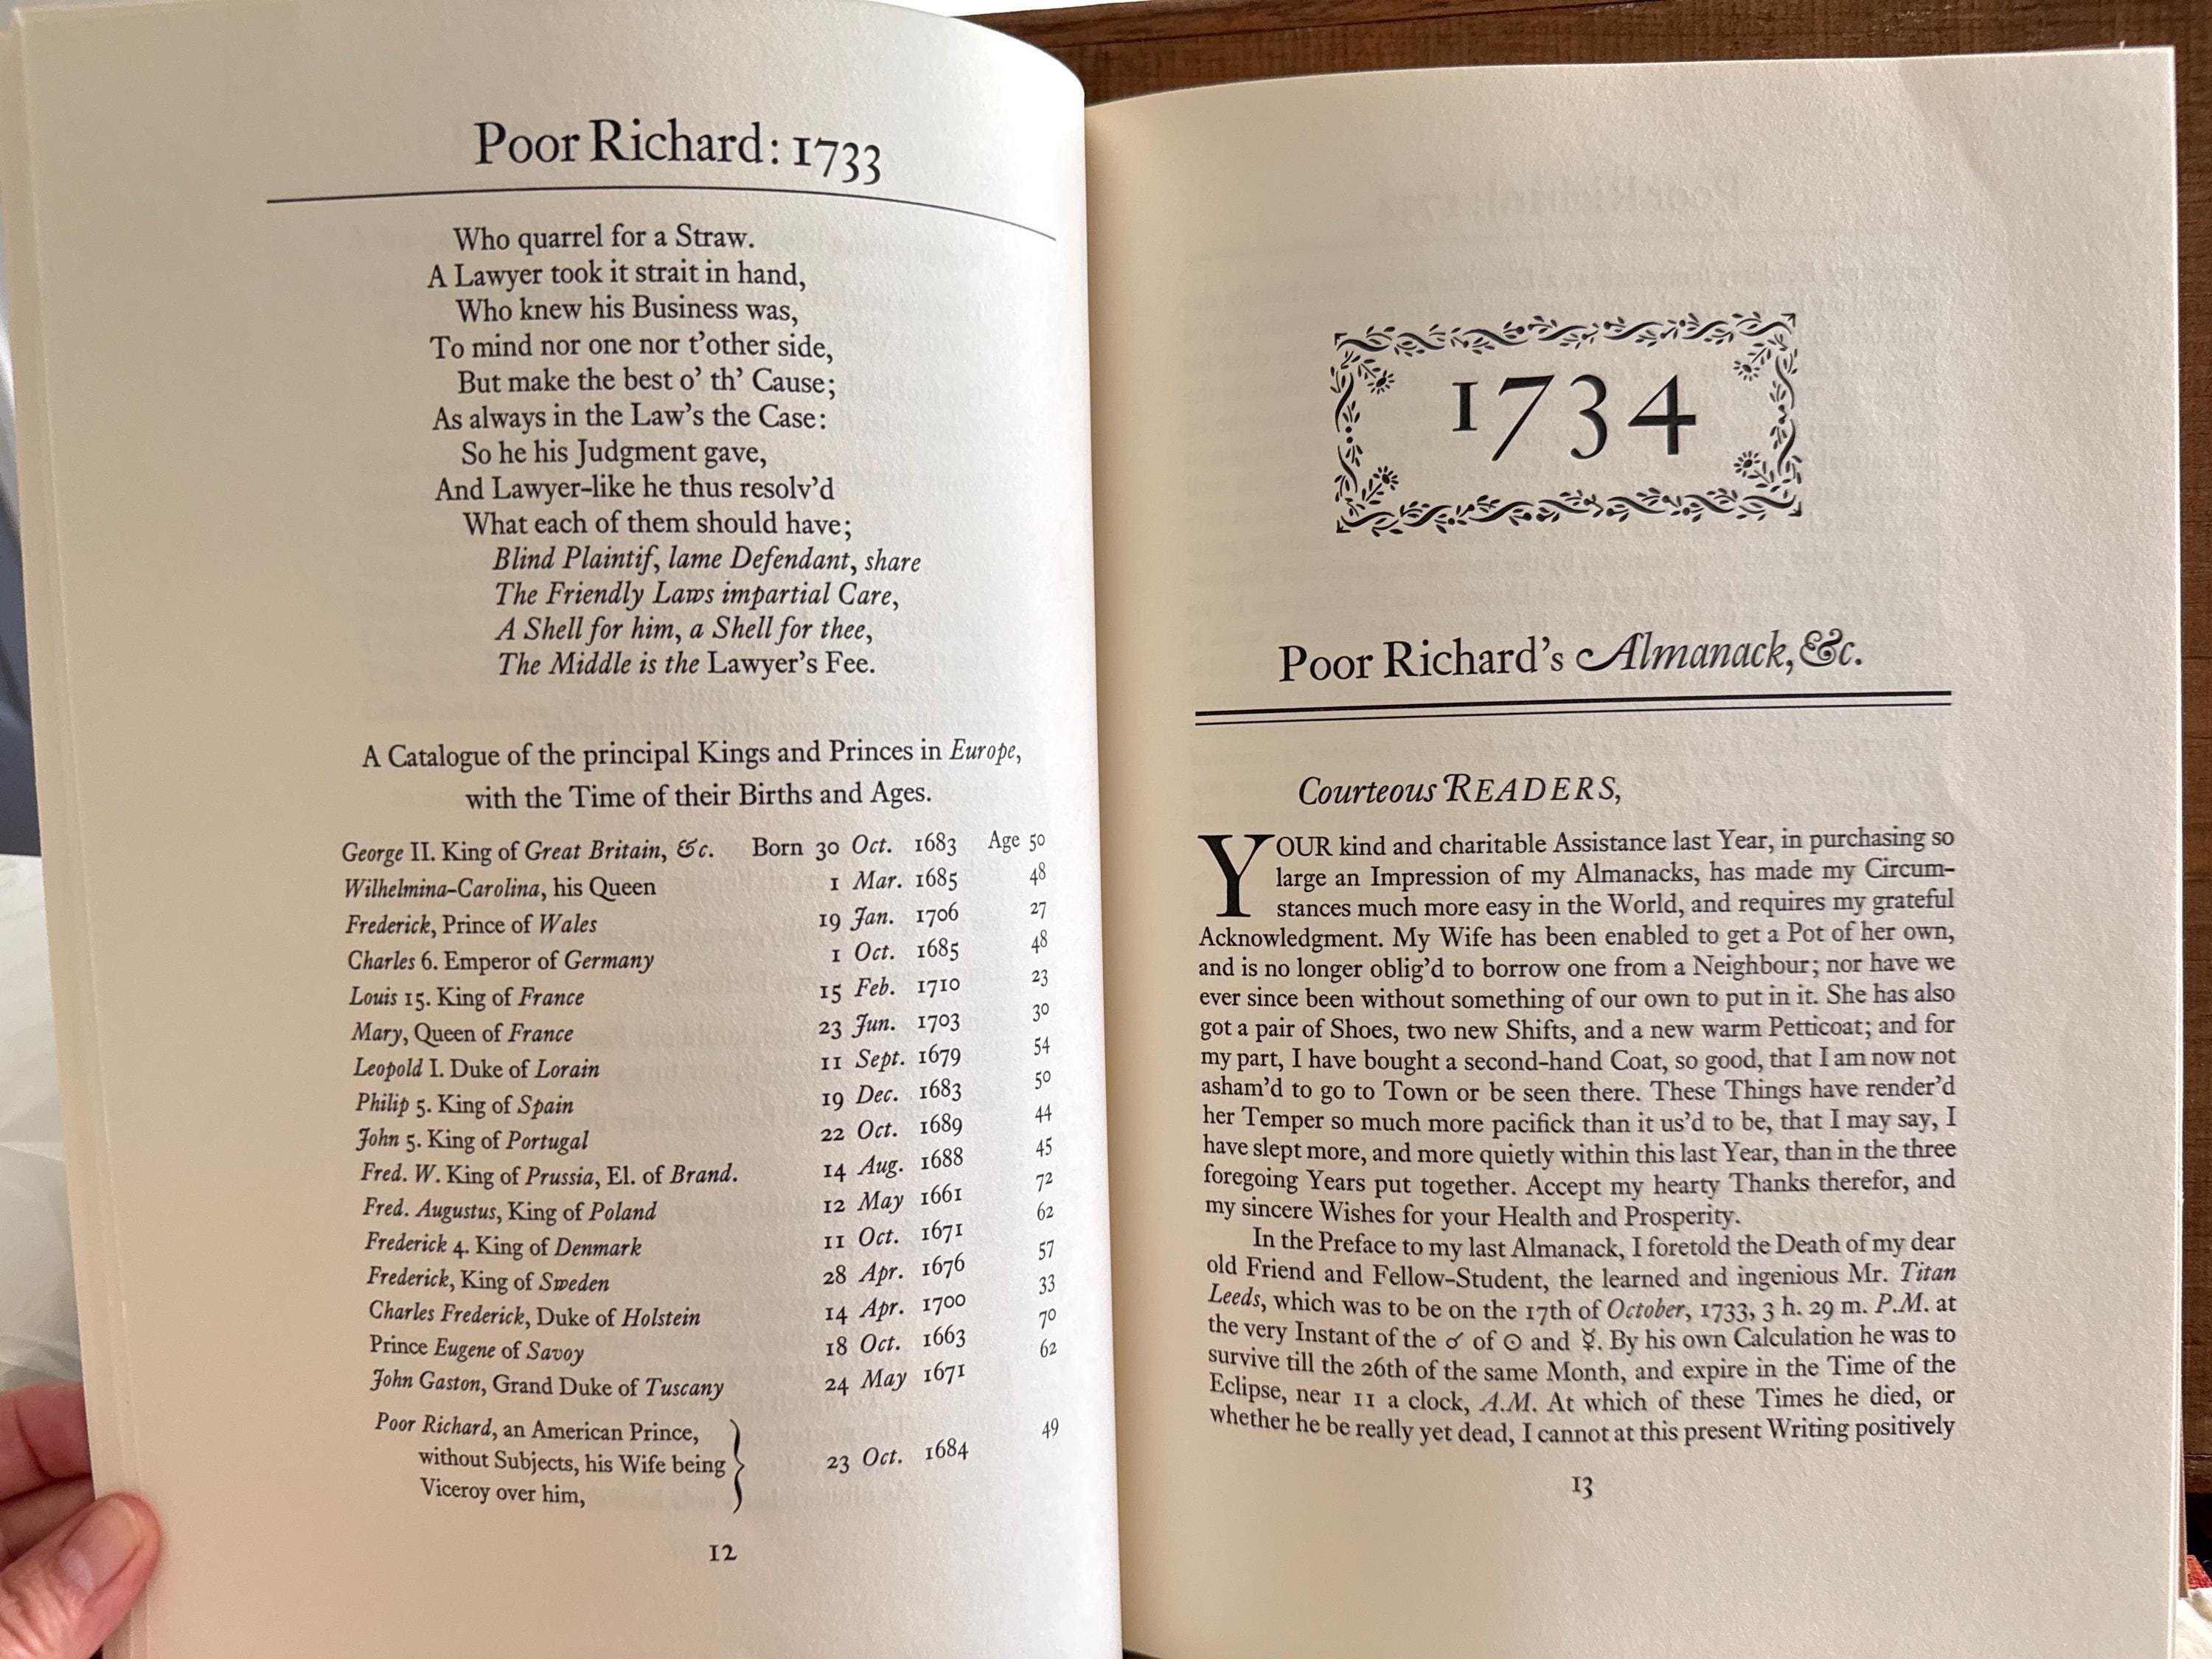 Poor Richard: 1733
Who quarrel for a Straw.
A Lawyer took it strait in hand,
Who knew his Business was,
To mind nor one nor t'other side,
But make the best o' th' Cause;
As always in the Law's the Case:
So he his Judgment gave,
And Lawyer-like he thus resolv'd
What each of them should have;
Blind Plaintif, lame Defendant, share
The Friendly Laws impartial Care,
A Shell for him, a Shell for thee,
The Middle is the Lawyer's Fee.
A Catalogue of the principal Kings and Princes in Europe,
with the Time of their Births and Ages.
George II. King of Great Britain, &c. Born 30 Oct. 1683 Age 50
Wilhelmina-Carolina, his Queen 1 Mar. 1685 48
Frederick, Prince of Wales 19 Jan. 1706 27
Charles 6. Emperor of Germany 1 Oct. 1685 48
Louis 15. King of France 15 Feb. 1710 23
Mary, Queen of France 23 Jun. 1703 30
Leopold I. Duke of Lorain 11 Sept. 1679 54
Philip 5. King of Spain 19 Dec. 1683 50
John 5. King of Portugal 22 Oct. 1689 44
Fred. W. King of Prussia, El. of Brand. 14 Aug. 1688 45
Fred. Augustus, King of Poland 12 May 1661 72
Frederick 4. King of Denmark 11 Oct. 1671 62
Frederick, King of Sweden 28 Apr. 1676 57
Charles Frederick, Duke of Holstein 14 Apr. 1700 33
Prince Eugene of Savoy 18 Oct. 1663 70
John Gaston, Grand Duke of Tuscany 24 May 1671 62
Poor Richard, an American Prince,
without Subjects, his Wife being } 23 Oct. 1684 49
Viceroy over him,
12
1734
Poor Richard's Almanack, &c.
Courteous READERS,
YOUR kind and charitable Assistance last Year, in purchasing so
large an Impression of my Almanacks, has made my Circum-
stances much more easy in the World, and requires my grateful
Acknowledgment. My Wife has been enabled to get a Pot of her own,
and is no longer oblig'd to borrow one from a Neighbour; nor have we
ever since been without something of our own to put in it. She has also
got a pair of Shoes, two new Shifts, and a new warm Petticoat; and for
my part, I have bought a second-hand Coat, so good, that I am now not
asham'd to go to Town or be seen there. These Things have render'd
her Temper so much more pacifick than it us'd to be, that I may say, I
have slept more, and more quietly within this last Year, than in the three
foregoing Years put together. Accept my hearty Thanks therefor, and
my sincere Wishes for your Health and Prosperity.
In the Preface to my last Almanack, I foretold the Death of my dear
old Friend and Fellow-Student, the learned and ingenious Mr. Titan
Leeds, which was to be on the 17th of October, 1733, 3 h. 29 m. P.M. at
the very Instant of the ☌ of ☉ and ☿. By his own Calculation he was to
survive till the 26th of the same Month, and expire in the Time of the
Eclipse, near 11 a clock, A.M. At which of these Times he died, or
whether he be really yet dead, I cannot at this present Writing positively
13